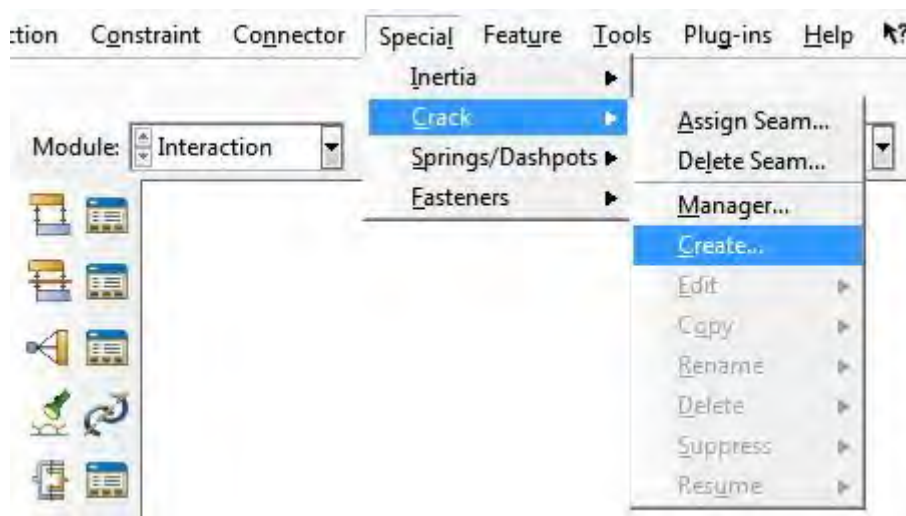 ction Constraint Connector Special Feature Tools Plug-ins Help ?
Inertia
Crack
Module: Interaction
Springs/Dashpots
Fasteners
Assign Seam...
Delete Seam...
Manager...
Create...
Edit
Copy
Rename
Delete
Suppress
Resume